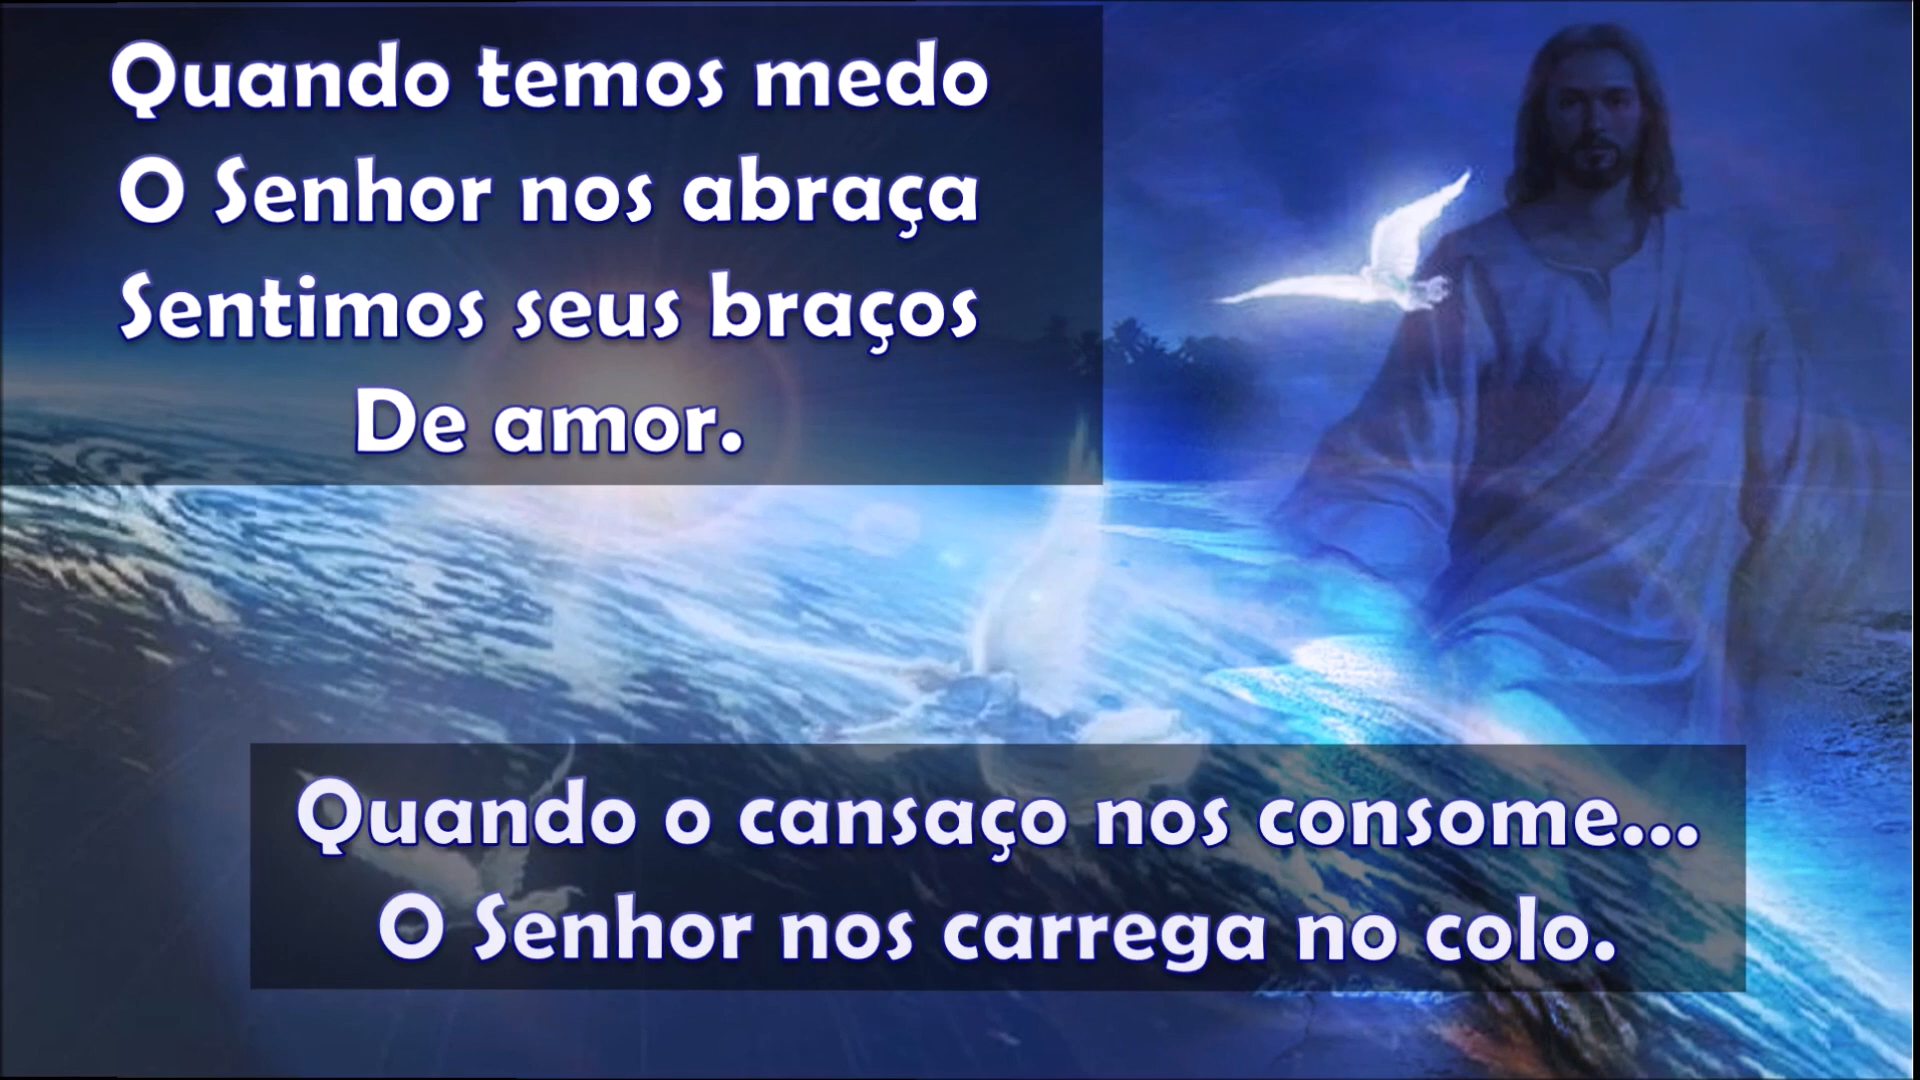 Quando temos medo
O Senhor nos abraça
Sentimos seus braços
De amor.
Quando o cansaço nos consome...
O Senhor nos carrega no colo.